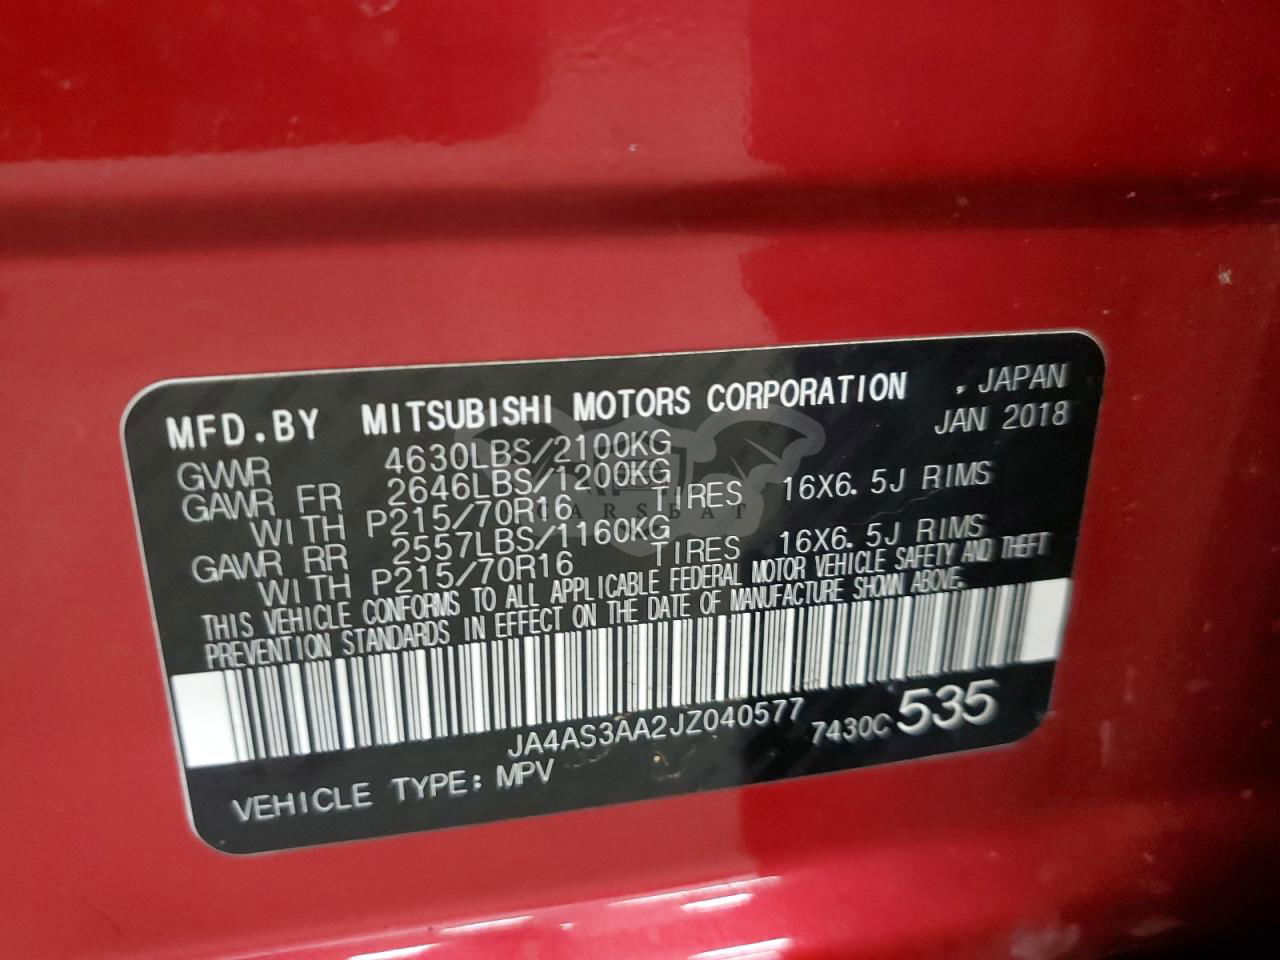 MFD.BY MITSUBISHI MOTORS CORPORATION , JAPAN
JAN 2018
GVWR 4630LBS/2100KG
GAWR FR 2646LBS/1200KG
WITH P215/70R16 TIRES 16X6.5J RIMS
GAWR RR 2557LBS/1160KG
WITH P215/70R16 TIRES 16X6.5J RIMS
THIS VEHICLE CONFORMS TO ALL APPLICABLE FEDERAL MOTOR VEHICLE SAFETY AND THEFT
PREVENTION STANDARDS IN EFFECT ON THE DATE OF MANUFACTURE SHOWN ABOVE.
JA4AS3AA2JZ040577 7430C 535
VEHICLE TYPE: MPV
CARSBAT